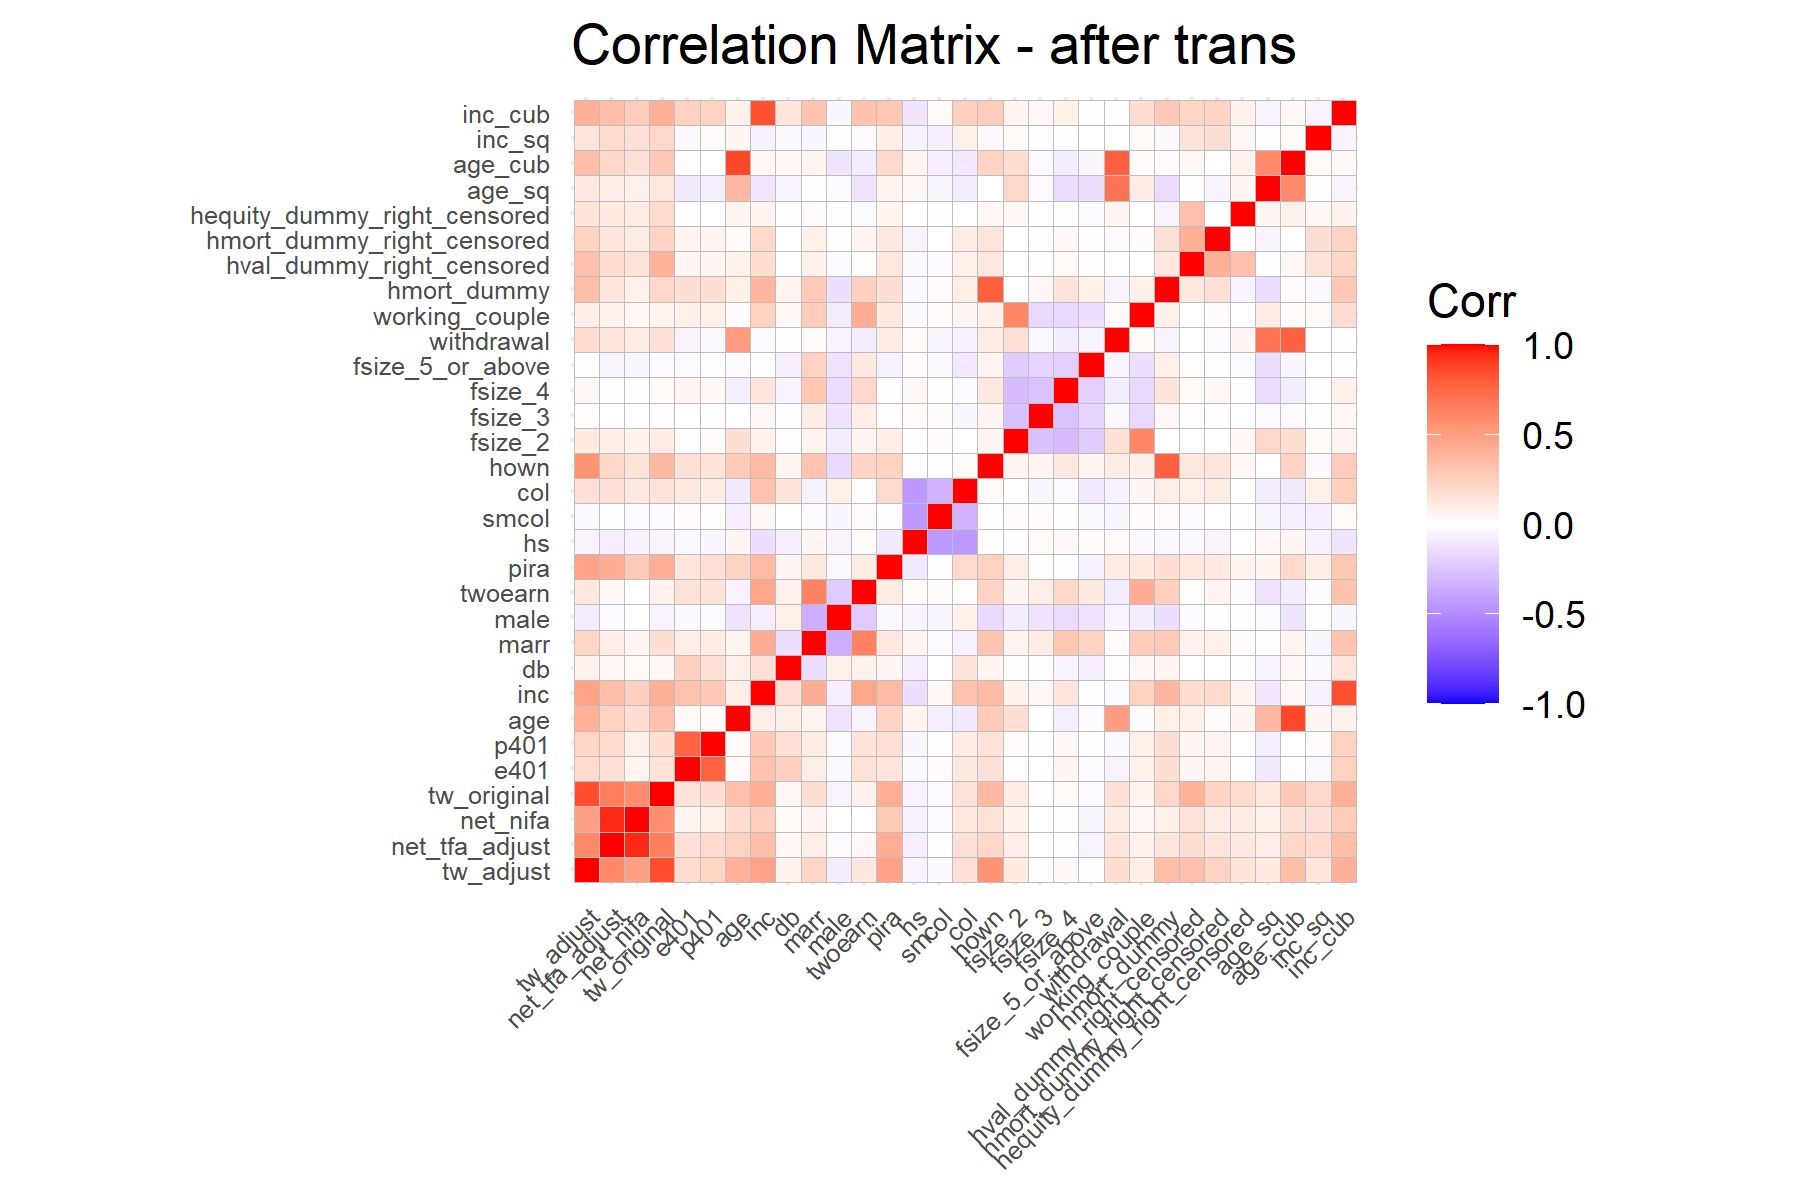 Correlation Matrix - after trans
inc_cub
inc_sq
age_cub
age_sq
hequity_dummy_right_censored
hmort_dummy_right_censored
hval_dummy_right_censored
hmort_dummy
working_couple
withdrawal
fsize_5_or_above
fsize_4
fsize_3
fsize_2
hown
col
smcol
hs
pira
twoearn
male
marr
db
inc
age
p401
e401
tw_original
net_nifa
net_tfa_adjust
tw_adjust
tw_adjust
net_tfa_adjust
net_nifa
tw_original
e401
p401
age
inc
db
marr
male
twoearn
pira
hs
smcol
col
hown
fsize_2
fsize_3
fsize_4
fsize_5_or_above
withdrawal
working_couple
hmort_dummy
hval_dummy_right_censored
hmort_dummy_right_censored
hequity_dummy_right_censored
age_sq
age_cub
inc_sq
inc_cub
Corr
1.0
0.5
0.0
-0.5
-1.0